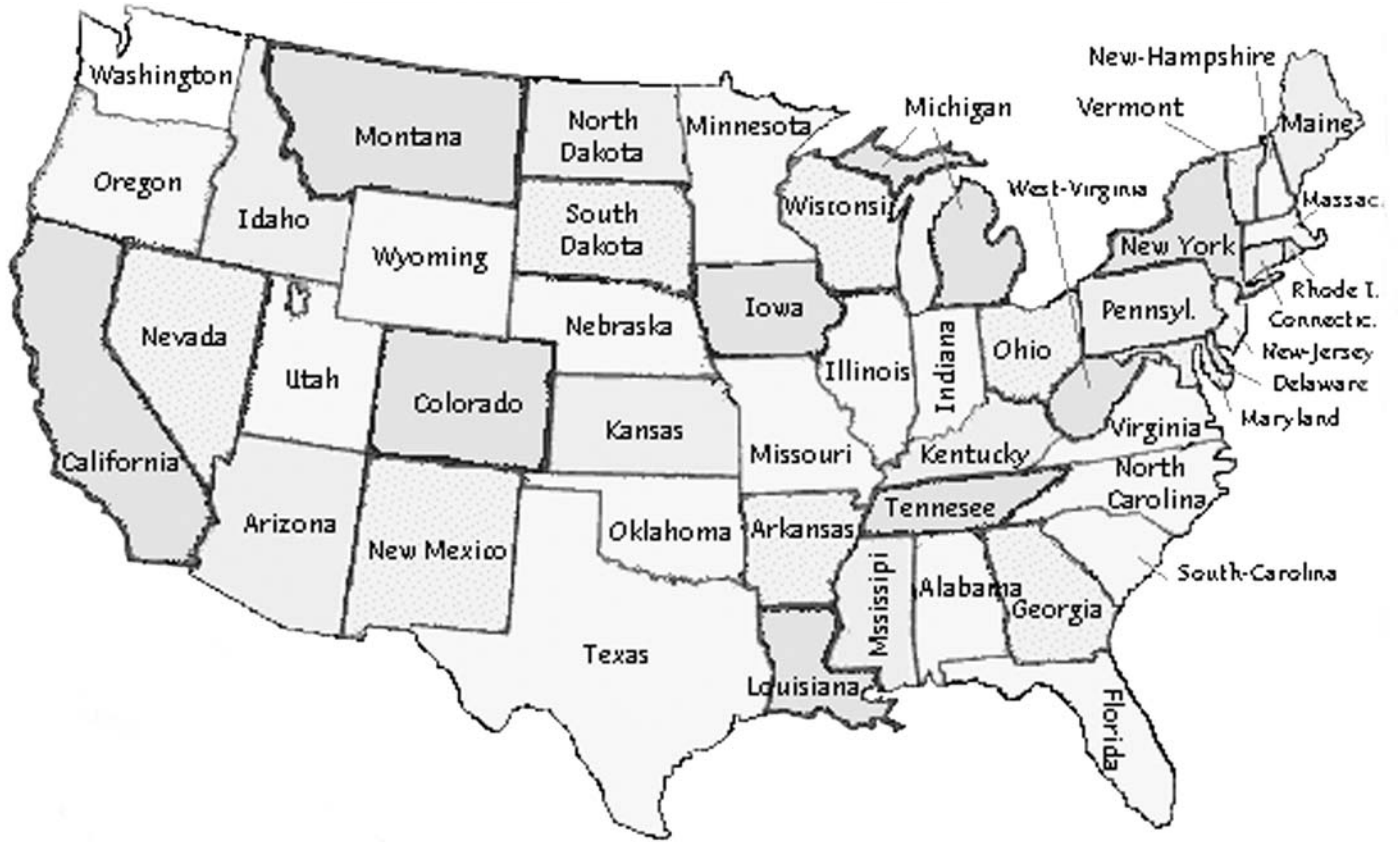 Washington
Montana
North
Dakota
Minnesota
Michigan
New-Hampshire
Vermont
Maine
Oregon
Idaho
Wyoming
South
Dakota
Wisconsi
West-Virginia
Massac.
New York
Nevada
Utah
Colorado
Nebraska
Iowa
Illinois
Indiana
Ohio
Pennsyl.
Rhode I.
Connectic.
New-Jersey
Delaware
Maryland
California
Arizona
New Mexico
Kansas
Missouri
Kentucky
Virginia
North
Carolina
Tennesee
Oklahoma
Arkansas
Mssissipi
Alabama
Georgia
South-Carolina
Texas
Louisiana
Florida